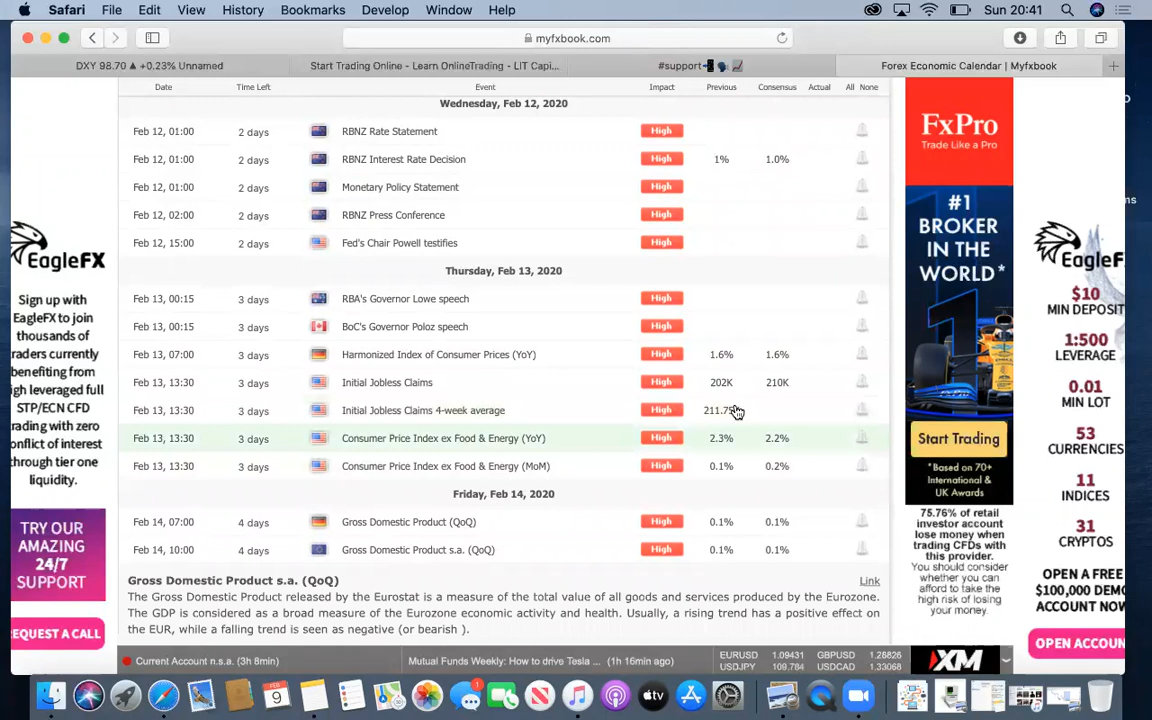 Safari File Edit View History Bookmarks Develop Window Help Sun 20:41
myfxbook.com
DXY 98.70 ▲ +0.23% Unnamed Start Trading Online - Learn OnlineTrading - LIT Capi... #support Forex Economic Calendar | Myfxbook
Date Time Left Event Impact Previous Consensus Actual All None
Wednesday, Feb 12, 2020
Feb 12, 01:00 2 days RBNZ Rate Statement High
Feb 12, 01:00 2 days RBNZ Interest Rate Decision High 1% 1.0%
Feb 12, 01:00 2 days Monetary Policy Statement High
Feb 12, 02:00 2 days RBNZ Press Conference High
Feb 12, 15:00 2 days Fed's Chair Powell testifies High
Thursday, Feb 13, 2020
Feb 13, 00:15 3 days RBA's Governor Lowe speech High
Feb 13, 00:15 3 days BoC's Governor Poloz speech High
Feb 13, 07:00 3 days Harmonized Index of Consumer Prices (YoY) High 1.6% 1.6%
Feb 13, 13:30 3 days Initial Jobless Claims High 202K 210K
Feb 13, 13:30 3 days Initial Jobless Claims 4-week average High
Feb 13, 13:30 3 days Consumer Price Index ex Food & Energy (YoY) High 2.3% 2.2%
Feb 13, 13:30 3 days Consumer Price Index ex Food & Energy (MoM) High 0.1% 0.2%
Friday, Feb 14, 2020
Feb 14, 07:00 4 days Gross Domestic Product (QoQ) High 0.1% 0.1%
Feb 14, 10:00 4 days Gross Domestic Product s.a. (QoQ) High 0.1% 0.1%
Gross Domestic Product s.a. (QoQ) Link
The Gross Domestic Product released by the Eurostat is a measure of the total value of all goods and services produced by the Eurozone.
The GDP is considered as a broad measure of the Eurozone economic activity and health. Usually, a rising trend has a positive effect on
the EUR, while a falling trend is seen as negative (or bearish ).
Current Account n.s.a. (3h 8min) Mutual Funds Weekly: How to drive Tesla ... (1h 16min ago)
EURUSD 1.09431 GBPUSD 1.28826
USDJPY 109.784 USDCAD 1.33068
XM
EagleFX
Sign up with
EagleFX to join
thousands of
raders currently
benefiting from
igh leveraged full
STP/ECN CFD
rading with zero
onflict of interest
through tier one
liquidity.
TRY OUR
AMAZING
24/7
SUPPORT
REQUEST A CALL
FxPro
Trade Like a Pro
#1
BROKER
IN THE
WORLD*
Start Trading
*Based on 70+
International &
UK Awards
75.76% of retail
investor account
lose money when
trading CFDs with
this provider.
You should
consider
whether you can
afford to take the
high risk of losing
your money.
EagleF
$10
MIN DEPOSIT
1:500
LEVERAGE
0.01
MIN LOT
53
CURRENCIES
11
INDICES
31
CRYPTOS
OPEN A FREE
$100,000 DEMO
ACCOUNT NOW
OPEN ACCOUN
ms
FEB
9
1
tv